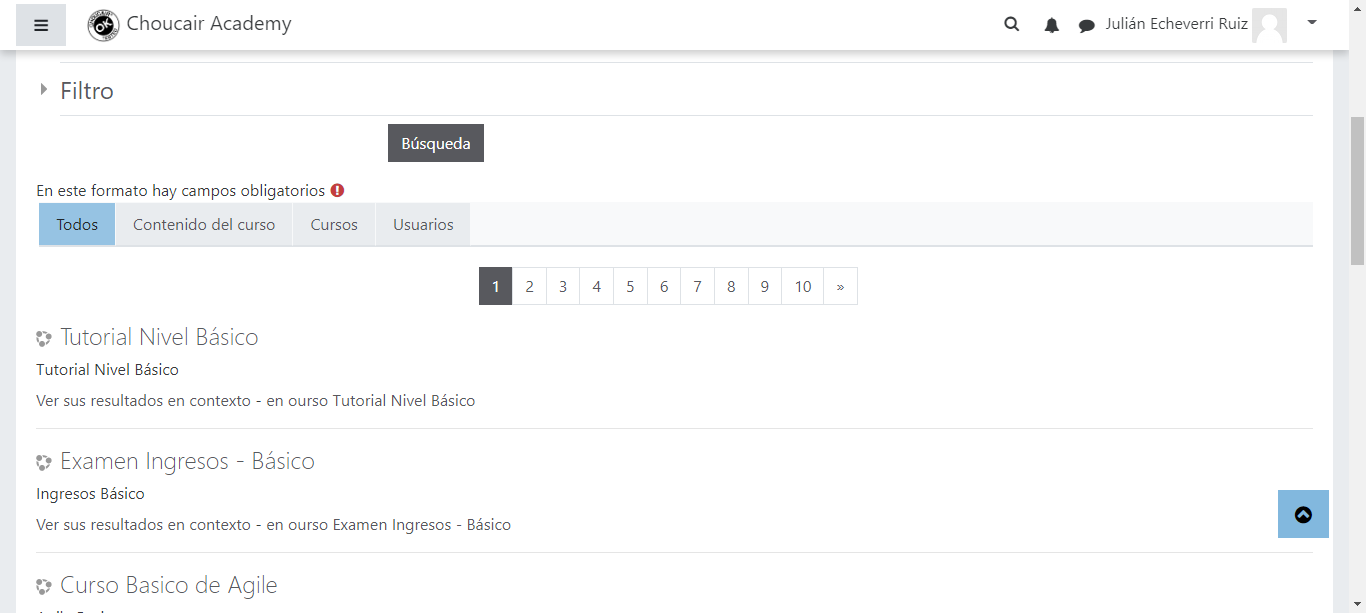 Choucair Academy
Julián Echeverri Ruiz
Filtro
Búsqueda
En este formato hay campos obligatorios
Todos Contenido del curso Cursos Usuarios
1 2 3 4 5 6 7 8 9 10 »
Tutorial Nivel Básico
Tutorial Nivel Básico
Ver sus resultados en contexto - en ourso Tutorial Nivel Básico
Examen Ingresos - Básico
Ingresos Básico
Ver sus resultados en contexto - en ourso Examen Ingresos - Básico
Curso Basico de Agile